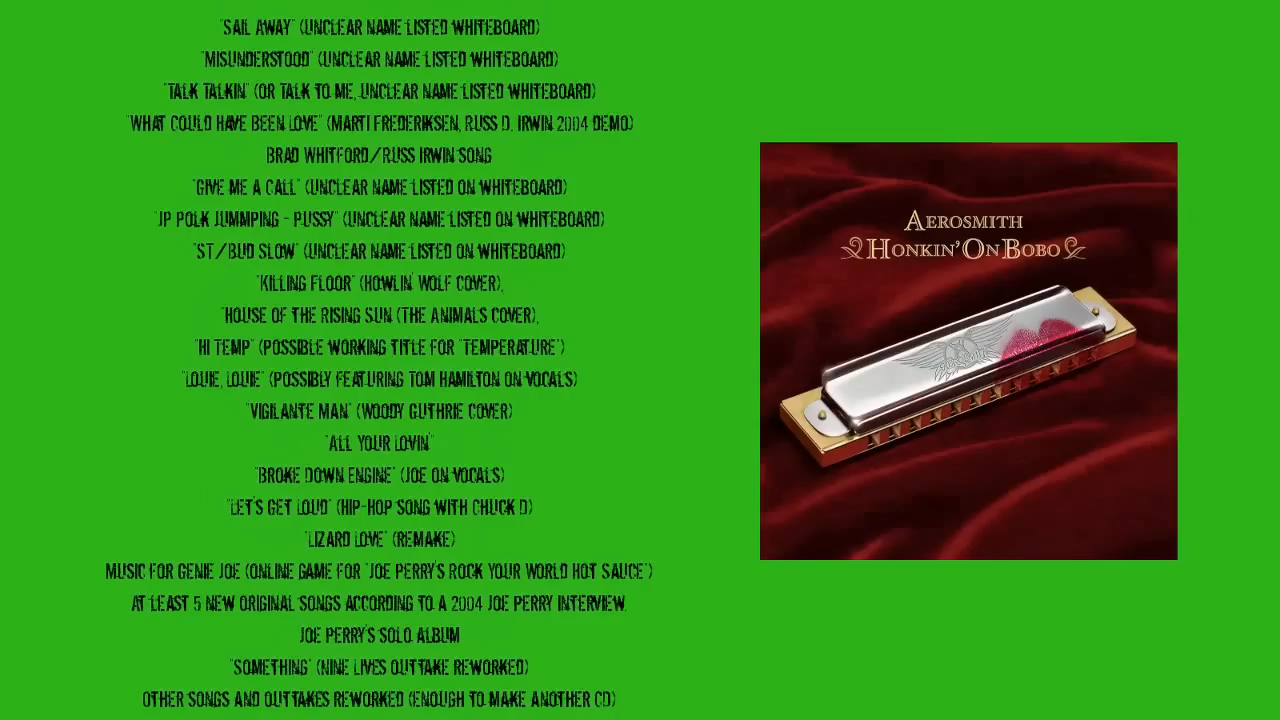 "SAIL AWAY" (UNCLEAR NAME LISTED WHITEBOARD)
"MISUNDERSTOOD" (UNCLEAR NAME LISTED WHITEBOARD)
"TALK TALKIN" (OR TALK TO ME, UNCLEAR NAME LISTED WHITEBOARD)
"WHAT COULD HAVE BEEN LOVE" (MARTI FREDERIKSEN, RUSS D. IRWIN 2004 DEMO)
BRAD WHITFORD/RUSS IRWIN SONG
"GIVE ME A CALL" (UNCLEAR NAME LISTED ON WHITEBOARD)
"JP POLK JUMMPING - PUSSY" (UNCLEAR NAME LISTED ON WHITEBOARD)
"ST/BUD SLOW" (UNCLEAR NAME LISTED ON WHITEBOARD)
"KILLING FLOOR" (HOWLIN' WOLF COVER),
"HOUSE OF THE RISING SUN (THE ANIMALS COVER),
"HI TEMP" (POSSIBLE WORKING TITLE FOR "TEMPERATURE")
"LOUIE, LOUIE" (POSSIBLY FEATURING TOM HAMILTON ON VOCALS)
"VIGILANTE MAN" (WOODY GUTHRIE COVER)
"ALL YOUR LOVIN"
"BROKE DOWN ENGINE" (JOE ON VOCALS)
"LET'S GET LOUD" (HIP-HOP SONG WITH CHUCK D)
"LIZARD LOVE" (REMAKE)
MUSIC FOR GENIE JOE (ONLINE GAME FOR "JOE PERRY'S ROCK YOUR WORLD HOT SAUCE")
AT LEAST 5 NEW ORIGINAL SONGS ACCORDING TO A 2004 JOE PERRY INTERVIEW.
JOE PERRY'S SOLO ALBUM
"SOMETHING" (NINE LIVES OUTTAKE REWORKED)
OTHER SONGS AND OUTTAKES REWORKED (ENOUGH TO MAKE ANOTHER CD)
AEROSMITH
HONKIN' ON BOBO